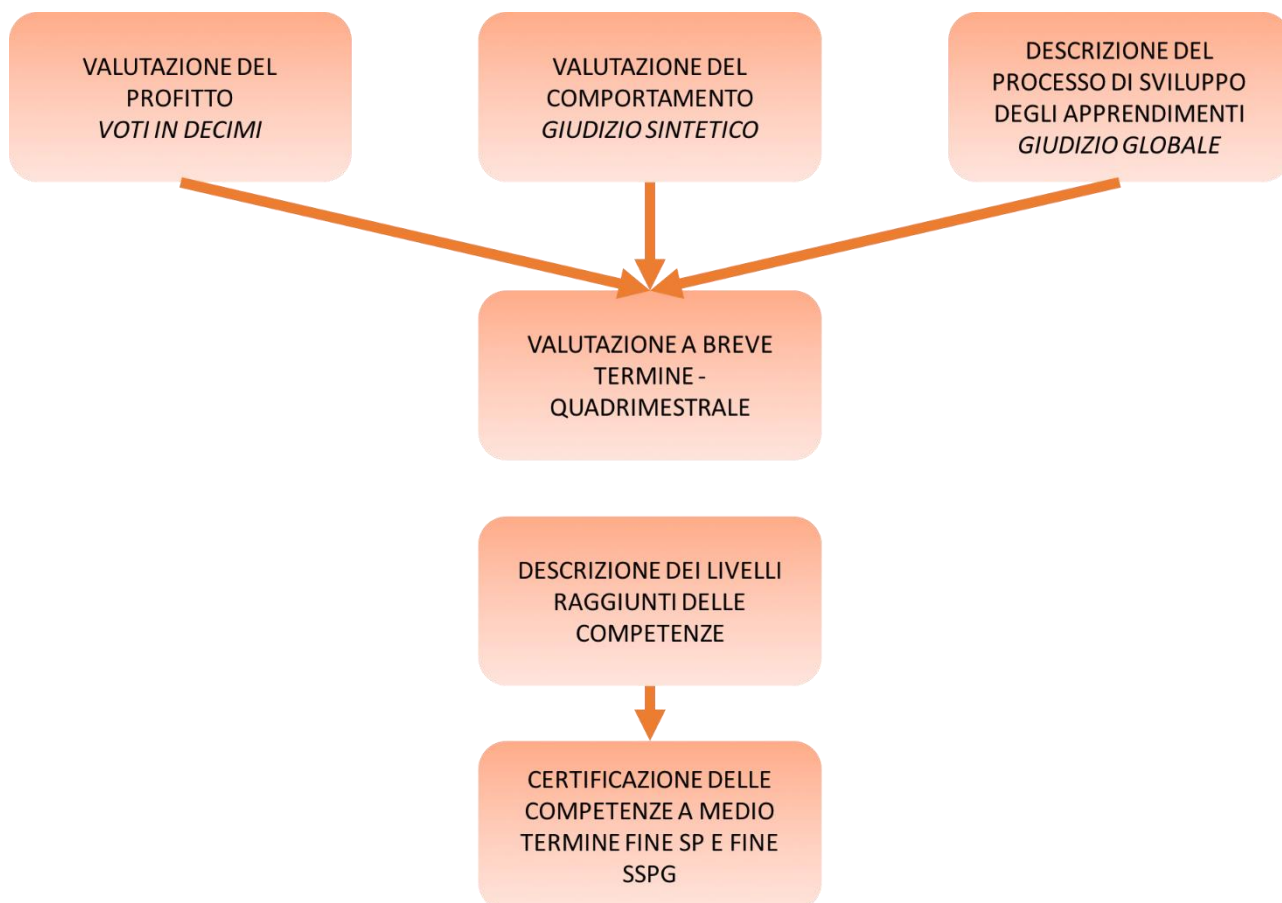 VALUTAZIONE DEL
PROFITTO
VOTI IN DECIMI
VALUTAZIONE DEL
COMPORTAMENTO
GIUDIZIO SINTETICO
DESCRIZIONE DEL
PROCESSO DI SVILUPPO
DEGLI APPRENDIMENTI
GIUDIZIO GLOBALE
VALUTAZIONE A BREVE
TERMINE -
QUADRIMESTRALE
DESCRIZIONE DEI LIVELLI
RAGGIUNTI DELLE
COMPETENZE
CERTIFICAZIONE DELLE
COMPETENZE A MEDIO
TERMINE FINE SP E FINE
SSPG